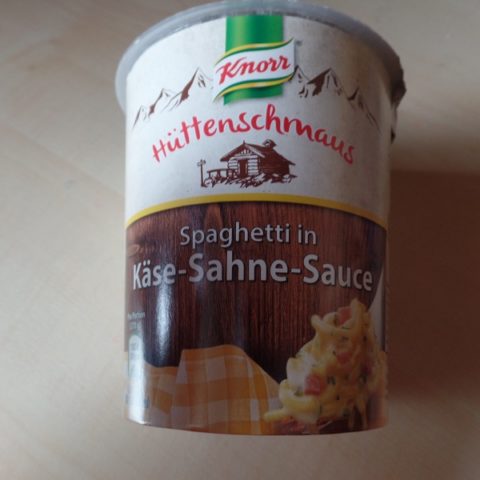 Knorr
Hüttenschmaus
Spaghetti in
Käse-Sahne-Sauce